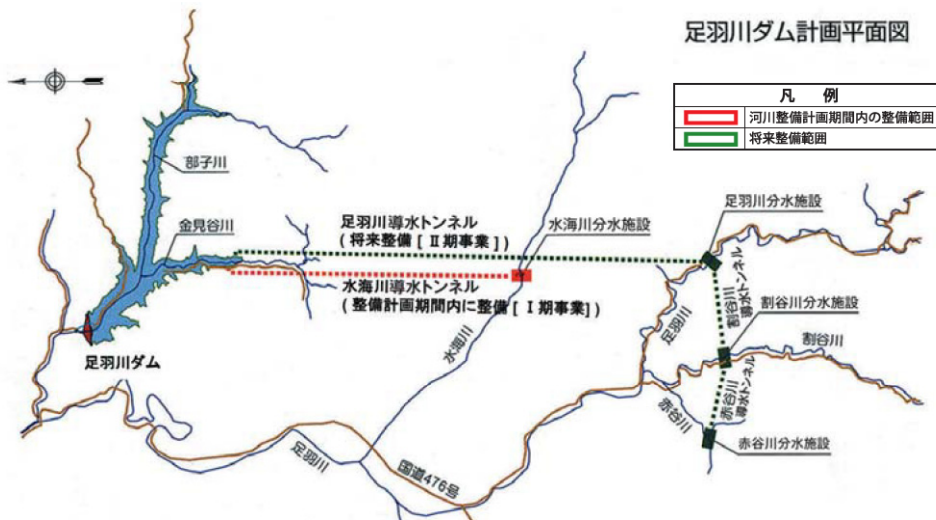 足羽川ダム計画平面図
凡 例
河川整備計画期間内の整備範囲
将来整備範囲
部子川
金見谷川
足羽川導水トンネル
(将来整備[Ⅱ期事業])
水海川分水施設
足羽川分水施設
水海川導水トンネル
(整備計画期間内に整備[Ⅰ期事業])
割谷川
導水トンネル
割谷川分水施設
足羽川
割谷川
水海川
足羽川ダム
赤谷川
赤谷川
導水トンネル
赤谷川分水施設
足羽川
国道476号